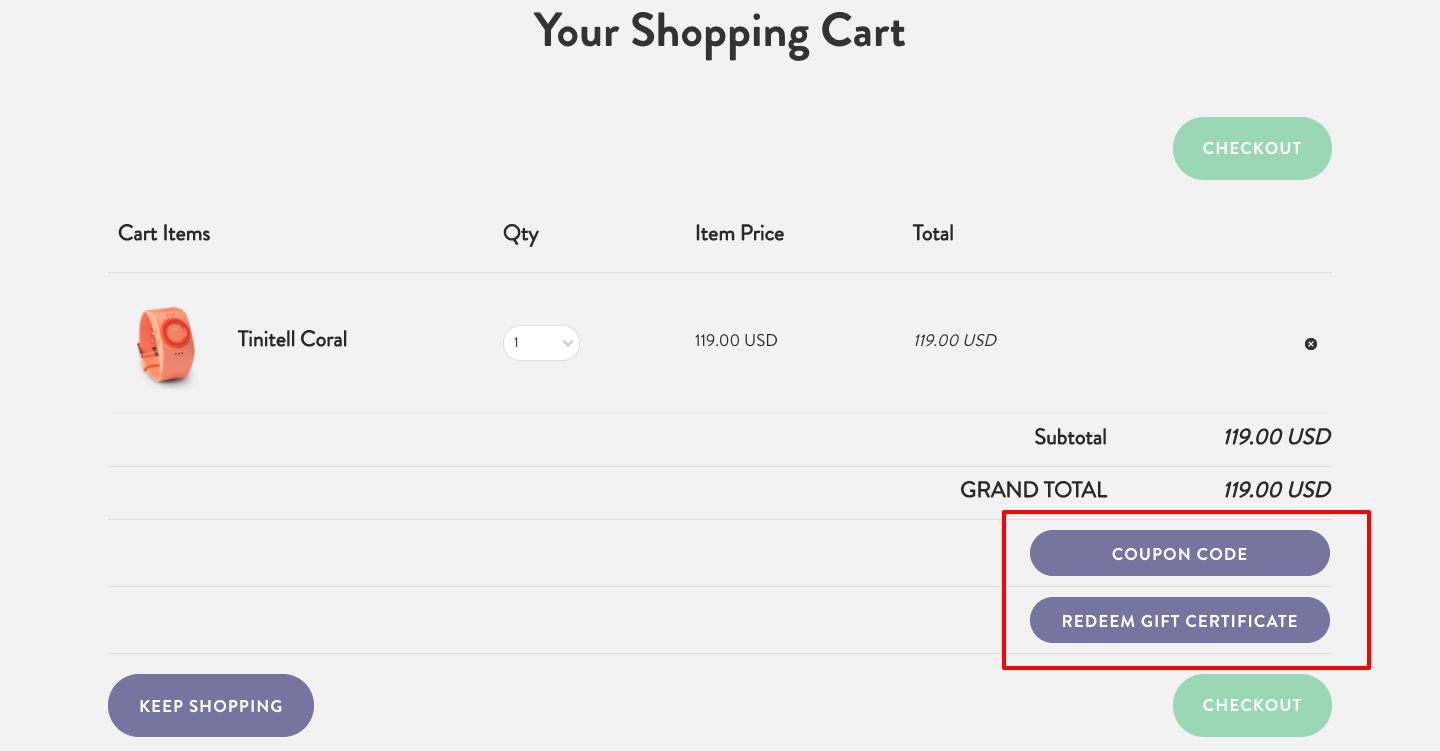 Your Shopping Cart
CHECKOUT
Cart Items Qty Item Price Total
Tinitell Coral 1 119.00 USD 119.00 USD
Subtotal 119.00 USD
GRAND TOTAL 119.00 USD
COUPON CODE
REDEEM GIFT CERTIFICATE
KEEP SHOPPING CHECKOUT